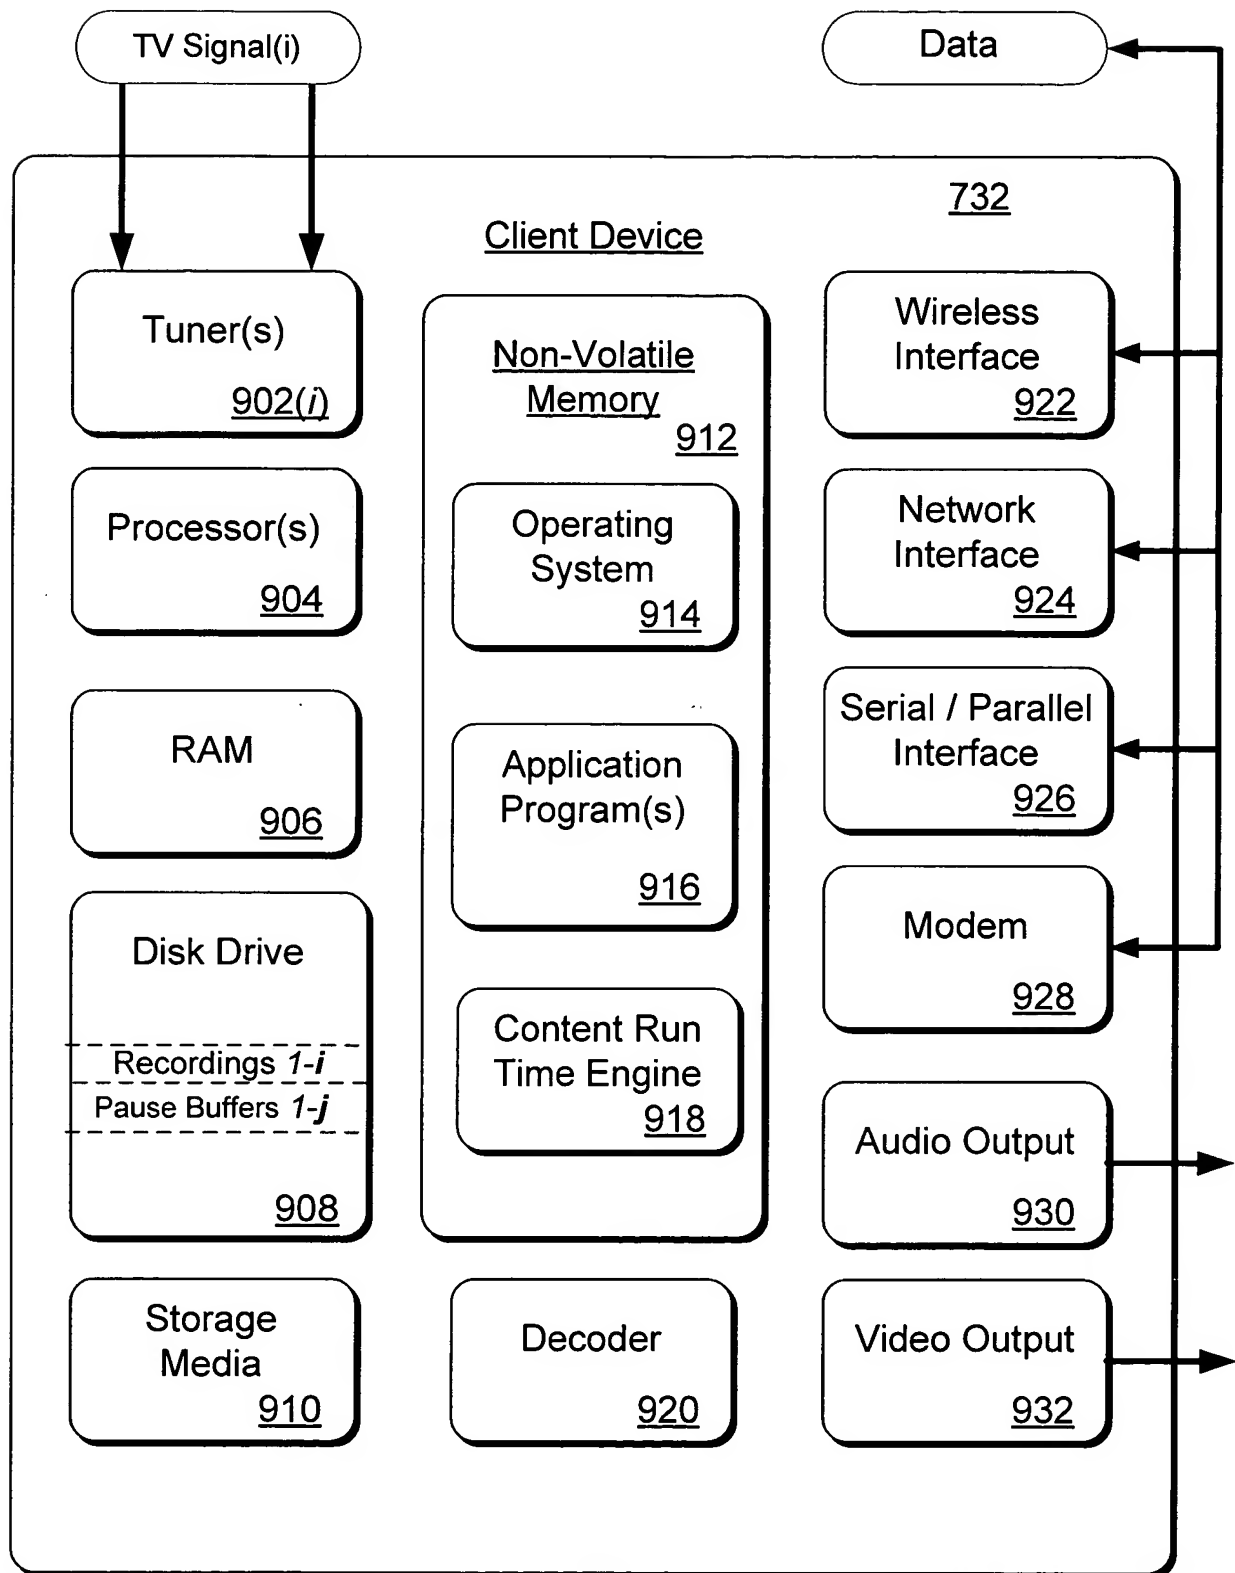 TV Signal(i)
Data
732
Client Device
Tuner(s)
902(i)
Processor(s)
904
RAM
906
Disk Drive
Recordings 1-i
Pause Buffers 1-j
908
Storage
Media
910
Non-Volatile
Memory
912
Operating
System
914
Application
Program(s)
916
Content Run
Time Engine
918
Decoder
920
Wireless
Interface
922
Network
Interface
924
Serial / Parallel
Interface
926
Modem
928
Audio Output
930
Video Output
932